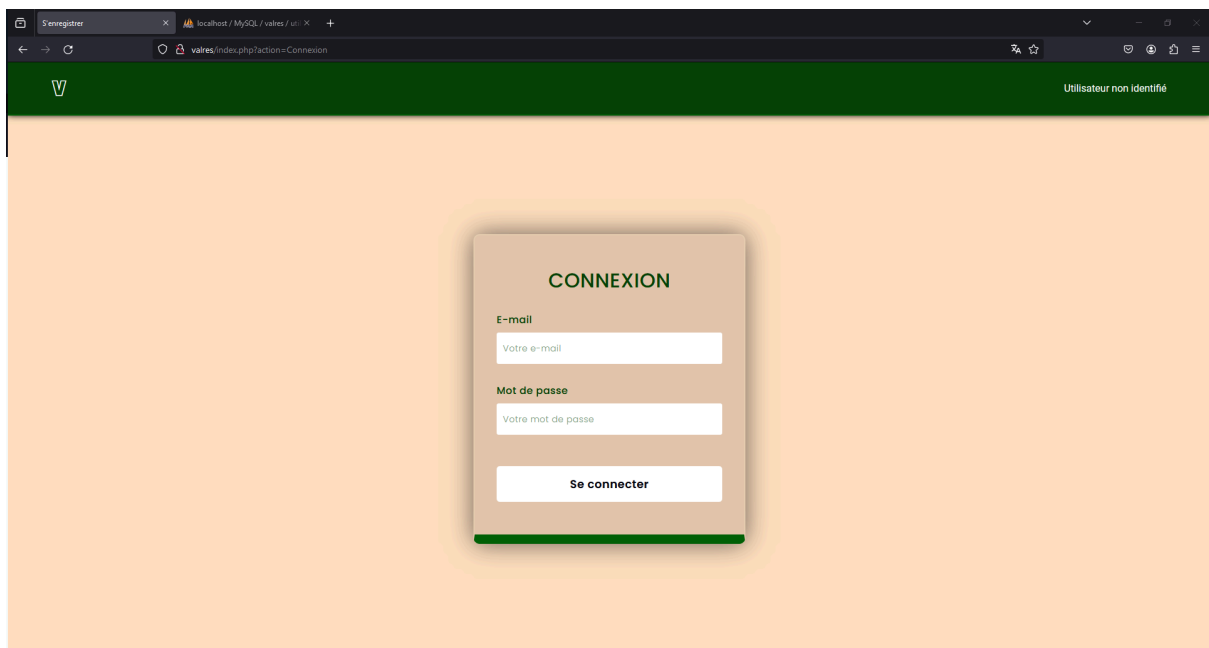 S'enregistrer
localhost / MySQL / valres / uti
valres/index.php?action=Connexion
V
Utilisateur non identifié
CONNEXION
E-mail
Votre e-mail
Mot de passe
Votre mot de passe
Se connecter